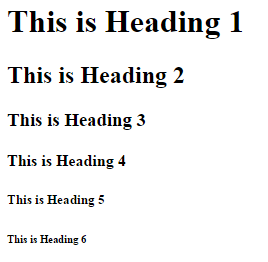 This is Heading 1
This is Heading 2
This is Heading 3
This is Heading 4
This is Heading 5
This is Heading 6